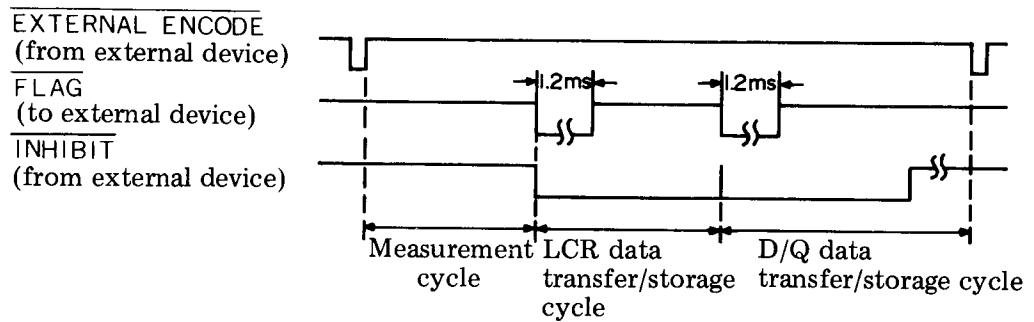 EXTERNAL ENCODE
(from external device)
FLAG
(to external device)
INHIBIT
(from external device)
1.2ms
1.2ms
Measurement
cycle
LCR data
transfer/storage
cycle
D/Q data
transfer/storage cycle